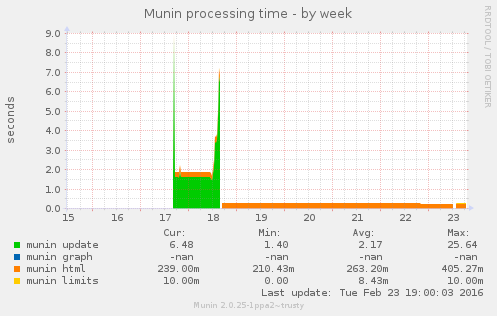 Munin processing time - by week
RRDTOOL / TOBI OETIKER
seconds
9.0
8.0
7.0
6.0
5.0
4.0
3.0
2.0
1.0
0.0
15 16 17 18 19 20 21 22 23
Cur: Min: Avg: Max:
munin update 6.48 1.40 2.17 25.64
munin graph -nan -nan -nan -nan
munin html 239.00m 210.43m 263.20m 405.27m
munin limits 10.00m 0.00 8.43m 10.00m
Last update: Tue Feb 23 19:00:03 2016
Munin 2.0.25-1ppa2~trusty